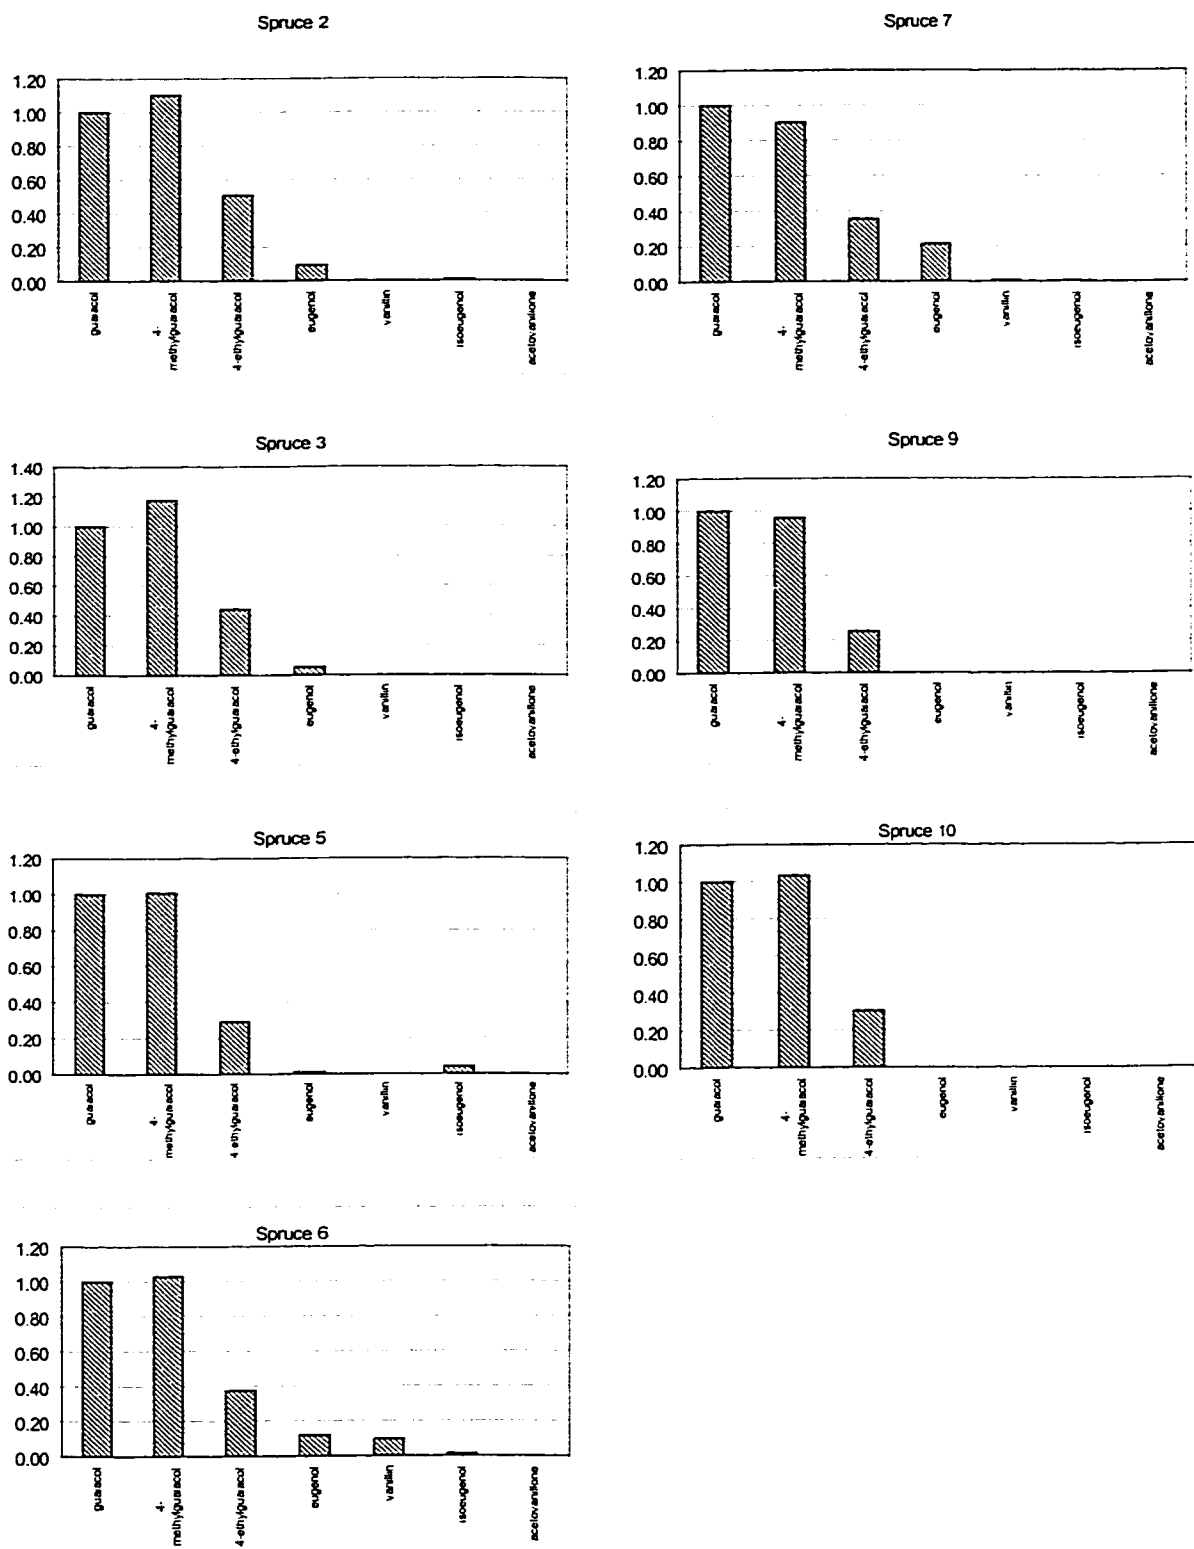 Spruce 2
1.20
1.00
0.80
0.60
0.40
0.20
0.00
guaiacol
4-
methylguaiacol
4-ethylguaiacol
eugenol
vanillin
isoeugenol
acetovanillone
Spruce 7
1.20
1.00
0.80
0.60
0.40
0.20
0.00
guaiacol
4-
methylguaiacol
4-ethylguaiacol
eugenol
vanillin
isoeugenol
acetovanillone
Spruce 3
1.40
1.20
1.00
0.80
0.60
0.40
0.20
0.00
guaiacol
4-
methylguaiacol
4-ethylguaiacol
eugenol
vanillin
isoeugenol
acetovanillone
Spruce 9
1.20
1.00
0.80
0.60
0.40
0.20
0.00
guaiacol
4-
methylguaiacol
4-ethylguaiacol
eugenol
vanillin
isoeugenol
acetovanillone
Spruce 5
1.20
1.00
0.80
0.60
0.40
0.20
0.00
guaiacol
4-
methylguaiacol
4-ethylguaiacol
eugenol
vanillin
isoeugenol
acetovanillone
Spruce 10
1.20
1.00
0.80
0.60
0.40
0.20
0.00
guaiacol
4-
methylguaiacol
4-ethylguaiacol
eugenol
vanillin
isoeugenol
acetovanillone
Spruce 6
1.20
1.00
0.80
0.60
0.40
0.20
0.00
guaiacol
4-
methylguaiacol
4-ethylguaiacol
eugenol
vanillin
isoeugenol
acetovanillone